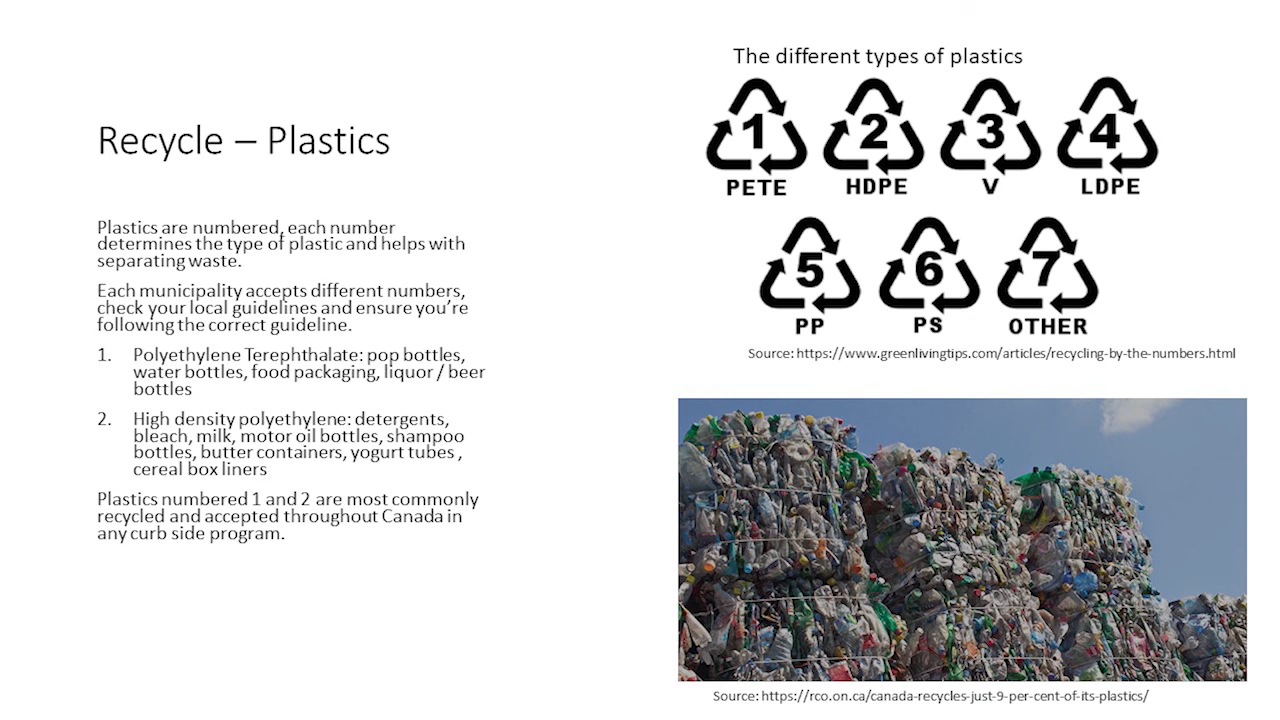 Recycle – Plastics
Plastics are numbered, each number
determines the type of plastic and helps with
separating waste.
Each municipality accepts different numbers,
check your local guidelines and ensure you're
following the correct guideline.
1. Polyethylene Terephthalate: pop bottles,
water bottles, food packaging, liquor / beer
bottles
2. High density polyethylene: detergents,
bleach, milk, motor oil bottles, shampoo
bottles, butter containers, yogurt tubes ,
cereal box liners
Plastics numbered 1 and 2 are most commonly
recycled and accepted throughout Canada in
any curb side program.
The different types of plastics
1 2 3 4
PETE HDPE V LDPE
5 6 7
PP PS OTHER
Source: https://www.greenlivingtips.com/articles/recycling-by-the-numbers.html
Source: https://rco.on.ca/canada-recycles-just-9-per-cent-of-its-plastics/